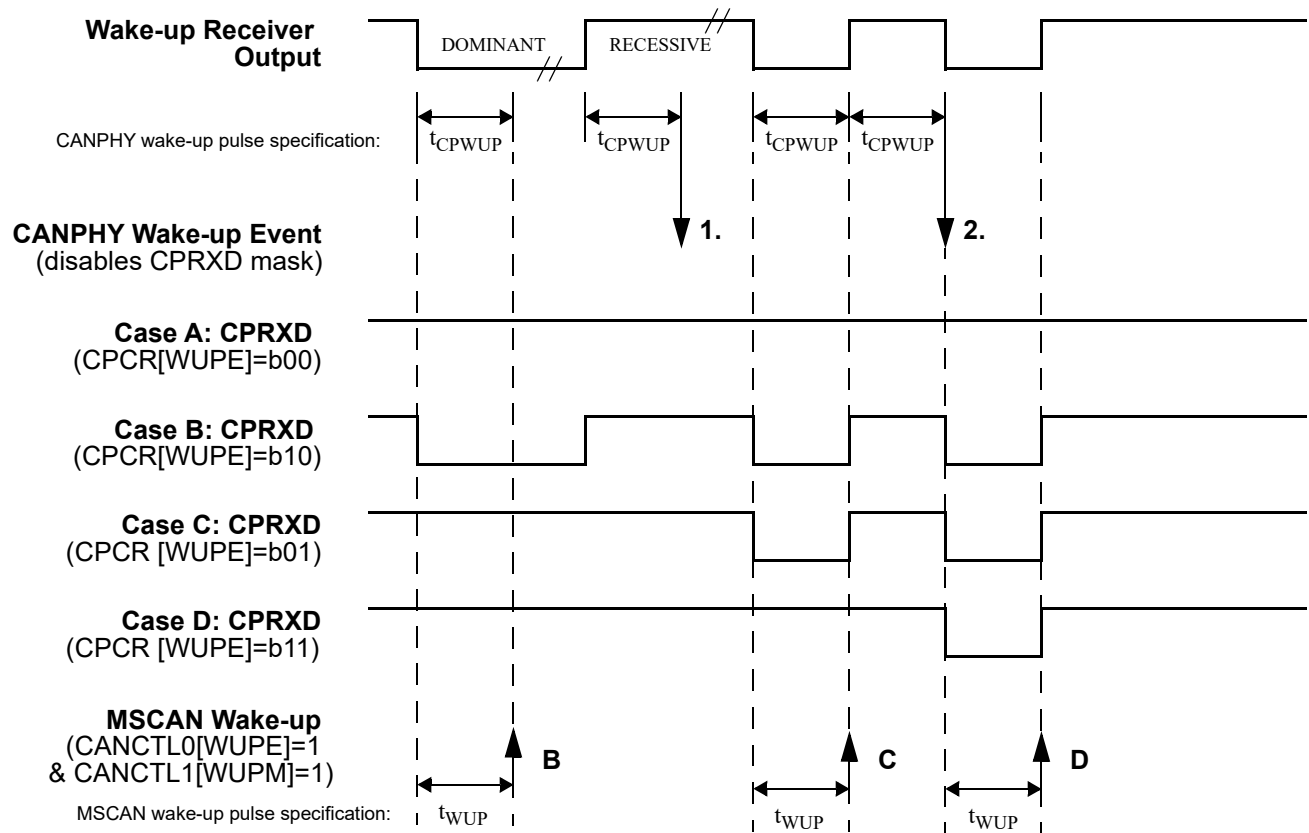 Wake-up Receiver
Output
DOMINANT
RECESSIVE
CANPHY wake-up pulse specification:
tCPWUP
tCPWUP
tCPWUP
tCPWUP
CANPHY Wake-up Event
(disables CPRXD mask)
1.
2.
Case A: CPRXD
(CPCR[WUPE]=b00)
Case B: CPRXD
(CPCR[WUPE]=b10)
Case C: CPRXD
(CPCR [WUPE]=b01)
Case D: CPRXD
(CPCR [WUPE]=b11)
MSCAN Wake-up
(CANCTL0[WUPE]=1
& CANCTL1[WUPM]=1)
B
C
D
MSCAN wake-up pulse specification:
tWUP
tWUP
tWUP